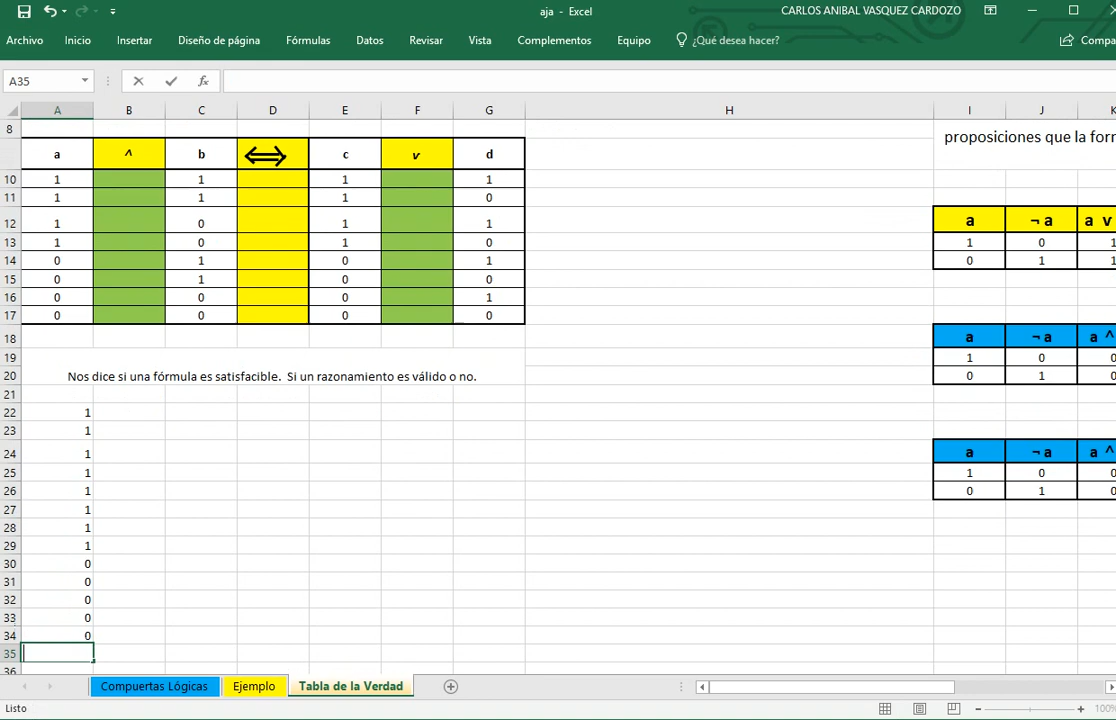 aja - Excel
CARLOS ANIBAL VASQUEZ CARDOZO
Archivo Inicio Insertar Diseño de página Fórmulas Datos Revisar Vista Complementos Equipo ¿Qué desea hacer? Compa
A35 fx
A B C D E F G H I J K
8 proposiciones que la form
a ^ b ⟺ c v d
10 1 1 1 1
11 1 1 1 0
12 1 0 1 1 a ¬ a a v
13 1 0 1 0 1 0 1
14 0 1 0 1 0 1 1
15 0 1 0 0
16 0 0 0 1
17 0 0 0 0
18 a ¬ a a ^
19 1 0 0
20 Nos dice si una fórmula es satisfacible. Si un razonamiento es válido o no. 0 1 0
21
22 1
23 1
24 1 a ¬ a a ^
25 1 1 0 0
26 1 0 1 0
27 1
28 1
29 1
30 0
31 0
32 0
33 0
34 0
35
36
Compuertas Lógicas Ejemplo Tabla de la Verdad
Listo 100%